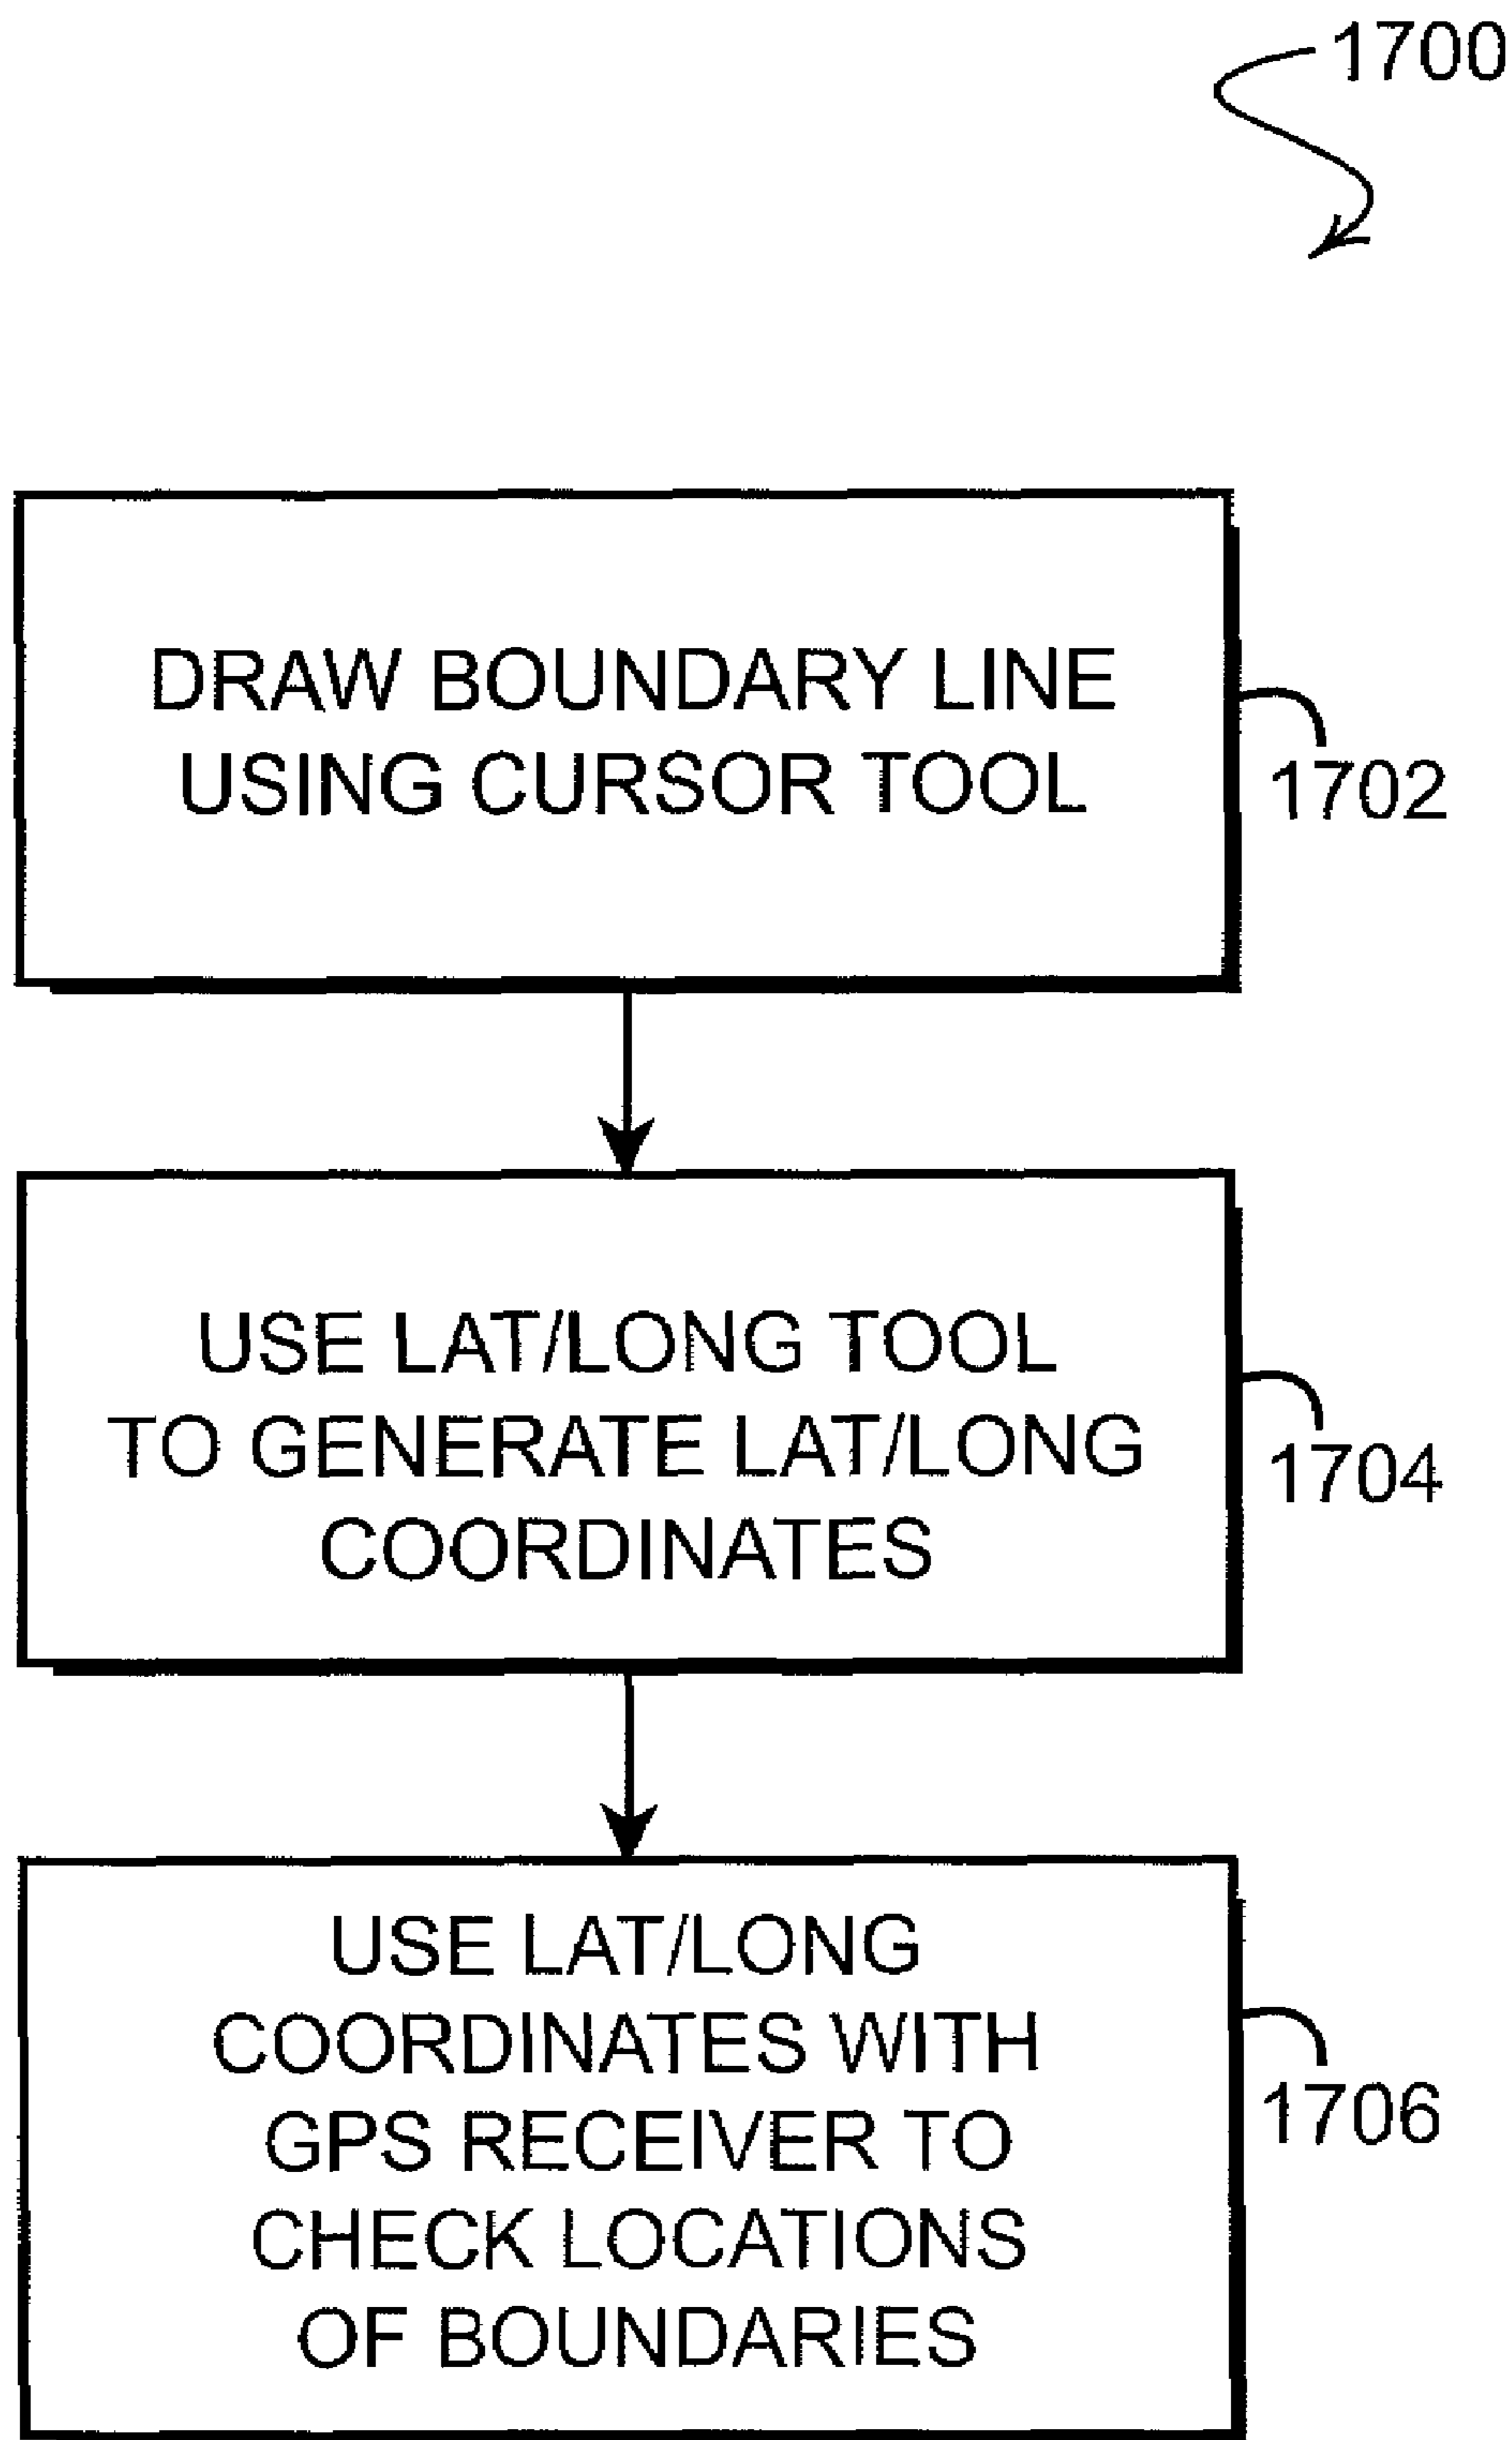 1700
DRAW BOUNDARY LINE
USING CURSOR TOOL
1702
USE LAT/LONG TOOL
TO GENERATE LAT/LONG
COORDINATES
1704
USE LAT/LONG
COORDINATES WITH
GPS RECEIVER TO
CHECK LOCATIONS
OF BOUNDARIES
1706